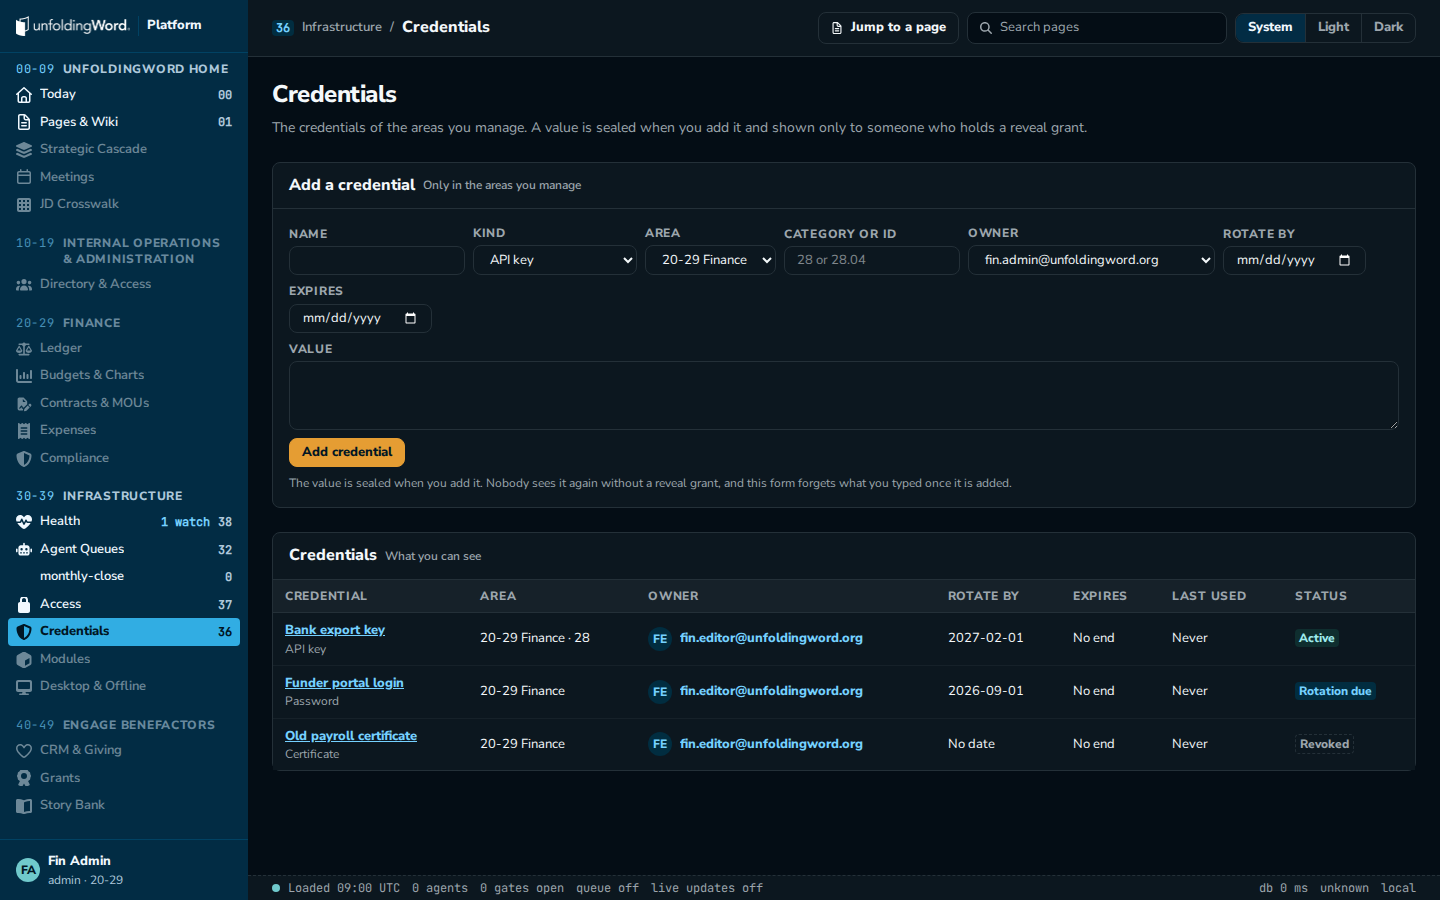 unfoldingWord. Platform
00-09 UNFOLDINGWORD HOME
Today 00
Pages & Wiki 01
Strategic Cascade
Meetings
JD Crosswalk
10-19 INTERNAL OPERATIONS
& ADMINISTRATION
Directory & Access
20-29 FINANCE
Ledger
Budgets & Charts
Contracts & MOUs
Expenses
Compliance
30-39 INFRASTRUCTURE
Health 1 watch 38
Agent Queues 32
monthly-close 0
Access 37
Credentials 36
Modules
Desktop & Offline
40-49 ENGAGE BENEFACTORS
CRM & Giving
Grants
Story Bank
FA Fin Admin
admin · 20-29
36 Infrastructure / Credentials
Jump to a page
Search pages
System Light Dark
Credentials
The credentials of the areas you manage. A value is sealed when you add it and shown only to someone who holds a reveal grant.
Add a credential Only in the areas you manage
NAME KIND AREA CATEGORY OR ID OWNER ROTATE BY
API key 20-29 Finance 28 or 28.04 fin.admin@unfoldingword.org mm/dd/yyyy
EXPIRES
mm/dd/yyyy
VALUE
Add credential
The value is sealed when you add it. Nobody sees it again without a reveal grant, and this form forgets what you typed once it is added.
Credentials What you can see
CREDENTIAL AREA OWNER ROTATE BY EXPIRES LAST USED STATUS
Bank export key 20-29 Finance · 28 FE fin.editor@unfoldingword.org 2027-02-01 No end Never Active
API key
Funder portal login 20-29 Finance FE fin.editor@unfoldingword.org 2026-09-01 No end Never Rotation due
Password
Old payroll certificate 20-29 Finance FE fin.editor@unfoldingword.org No date No end Never Revoked
Certificate
Loaded 09:00 UTC 0 agents 0 gates open queue off live updates off db 0 ms unknown local